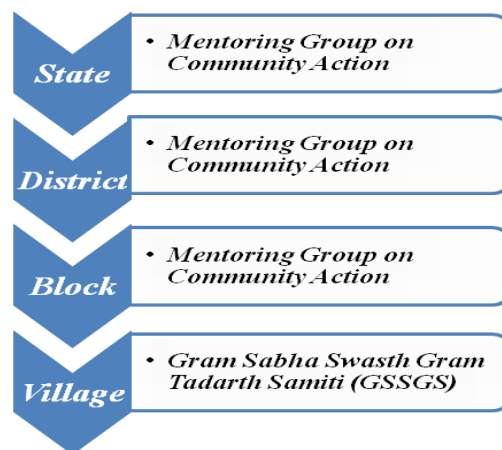 State
• Mentoring Group on
Community Action
District
• Mentoring Group on
Community Action
Block
• Mentoring Group on
Community Action
Village
• Gram Sabha Swasth Gram
Tadarth Samiti (GSSGS)